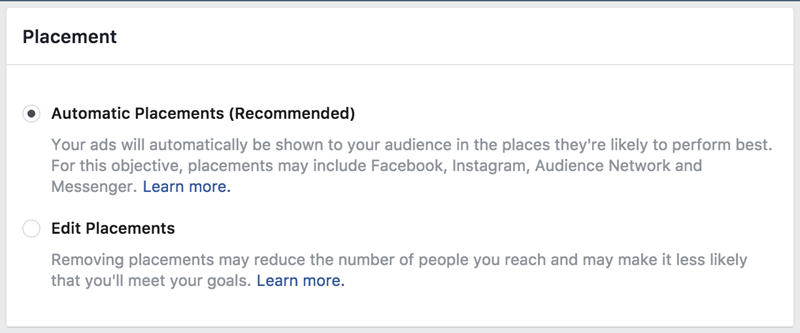 Placement
Automatic Placements (Recommended)
Your ads will automatically be shown to your audience in the places they're likely to perform best.
For this objective, placements may include Facebook, Instagram, Audience Network and
Messenger. Learn more.
Edit Placements
Removing placements may reduce the number of people you reach and may make it less likely
that you'll meet your goals. Learn more.